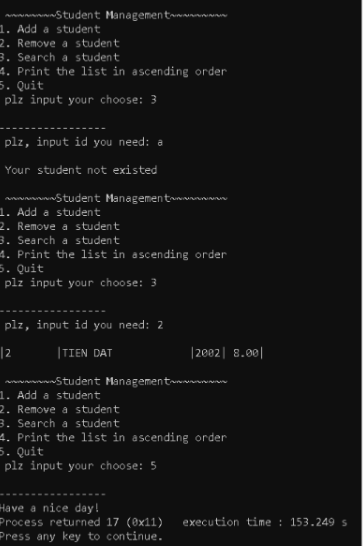 ~~~~~~~~Student Management~~~~~~~~~
1. Add a student
2. Remove a student
3. Search a student
4. Print the list in ascending order
5. Quit
plz input your choose: 3
-----------------
plz, input id you need: a
Your student not existed
~~~~~~~~Student Management~~~~~~~~~
1. Add a student
2. Remove a student
3. Search a student
4. Print the list in ascending order
5. Quit
plz input your choose: 3
-----------------
plz, input id you need: 2
|2 |TIEN DAT |2002| 8.00|
~~~~~~~~Student Management~~~~~~~~~
1. Add a student
2. Remove a student
3. Search a student
4. Print the list in ascending order
5. Quit
plz input your choose: 5
-----------------
Have a nice day!
Process returned 17 (0x11) execution time : 153.249 s
Press any key to continue.